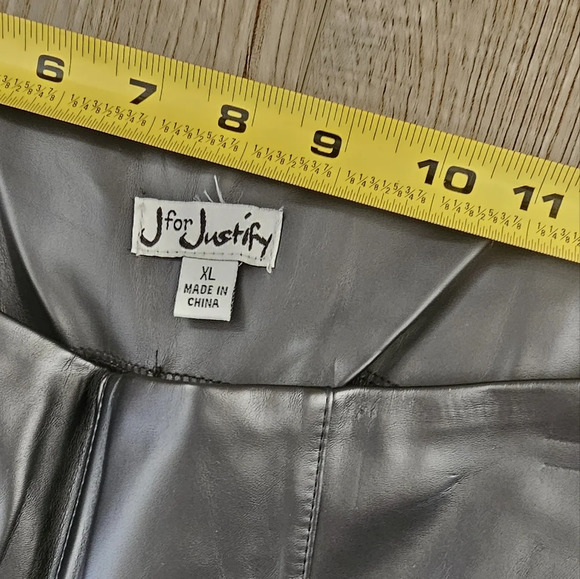 6 7 8 9 10 11
J for Justify
XL
MADE IN
CHINA